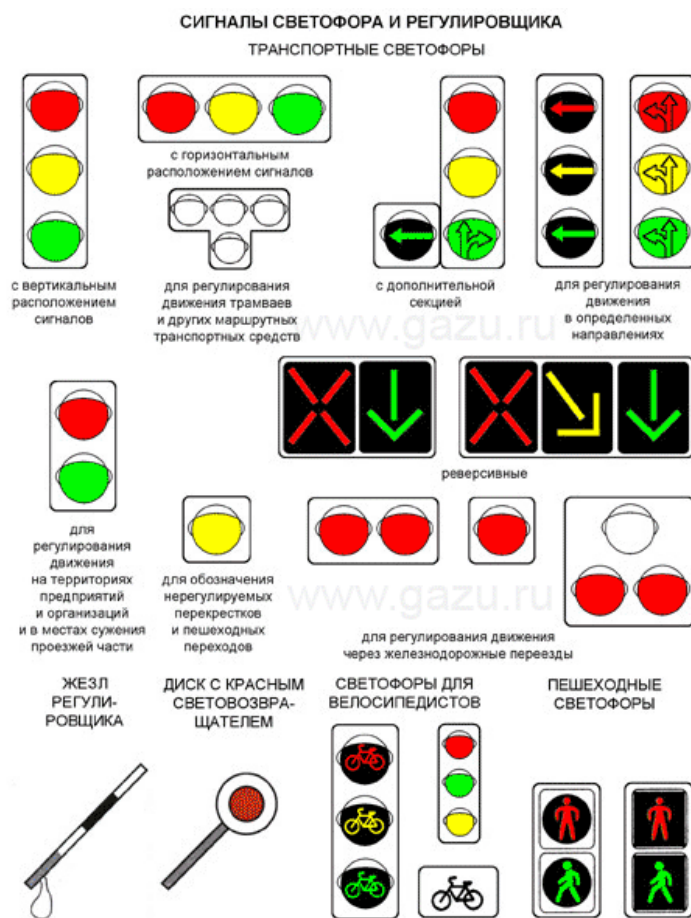 СИГНАЛЫ СВЕТОФОРА И РЕГУЛИРОВЩИКА
ТРАНСПОРТНЫЕ СВЕТОФОРЫ
с горизонтальным
расположением сигналов
с вертикальным
расположением
сигналов
для регулирования
движения трамваев
и других маршрутных
транспортных средств
с дополнительной
секцией
для регулирования
движения
в определенных
направлениях
www.gazu.ru
реверсивные
для
регулирования
движения
на территориях
предприятий
и организаций
и в местах сужения
проезжей части
для обозначения
нерегулируемых
перекрестков
и пешеходных
переходов
www.gazu.ru
для регулирования движения
через железнодорожные переезды
ЖЕЗЛ
РЕГУЛИ-
РОВЩИКА
ДИСК С КРАСНЫМ
СВЕТОВОЗВРА-
ЩАТЕЛЕМ
СВЕТОФОРЫ ДЛЯ
ВЕЛОСИПЕДИСТОВ
ПЕШЕХОДНЫЕ
СВЕТОФОРЫ